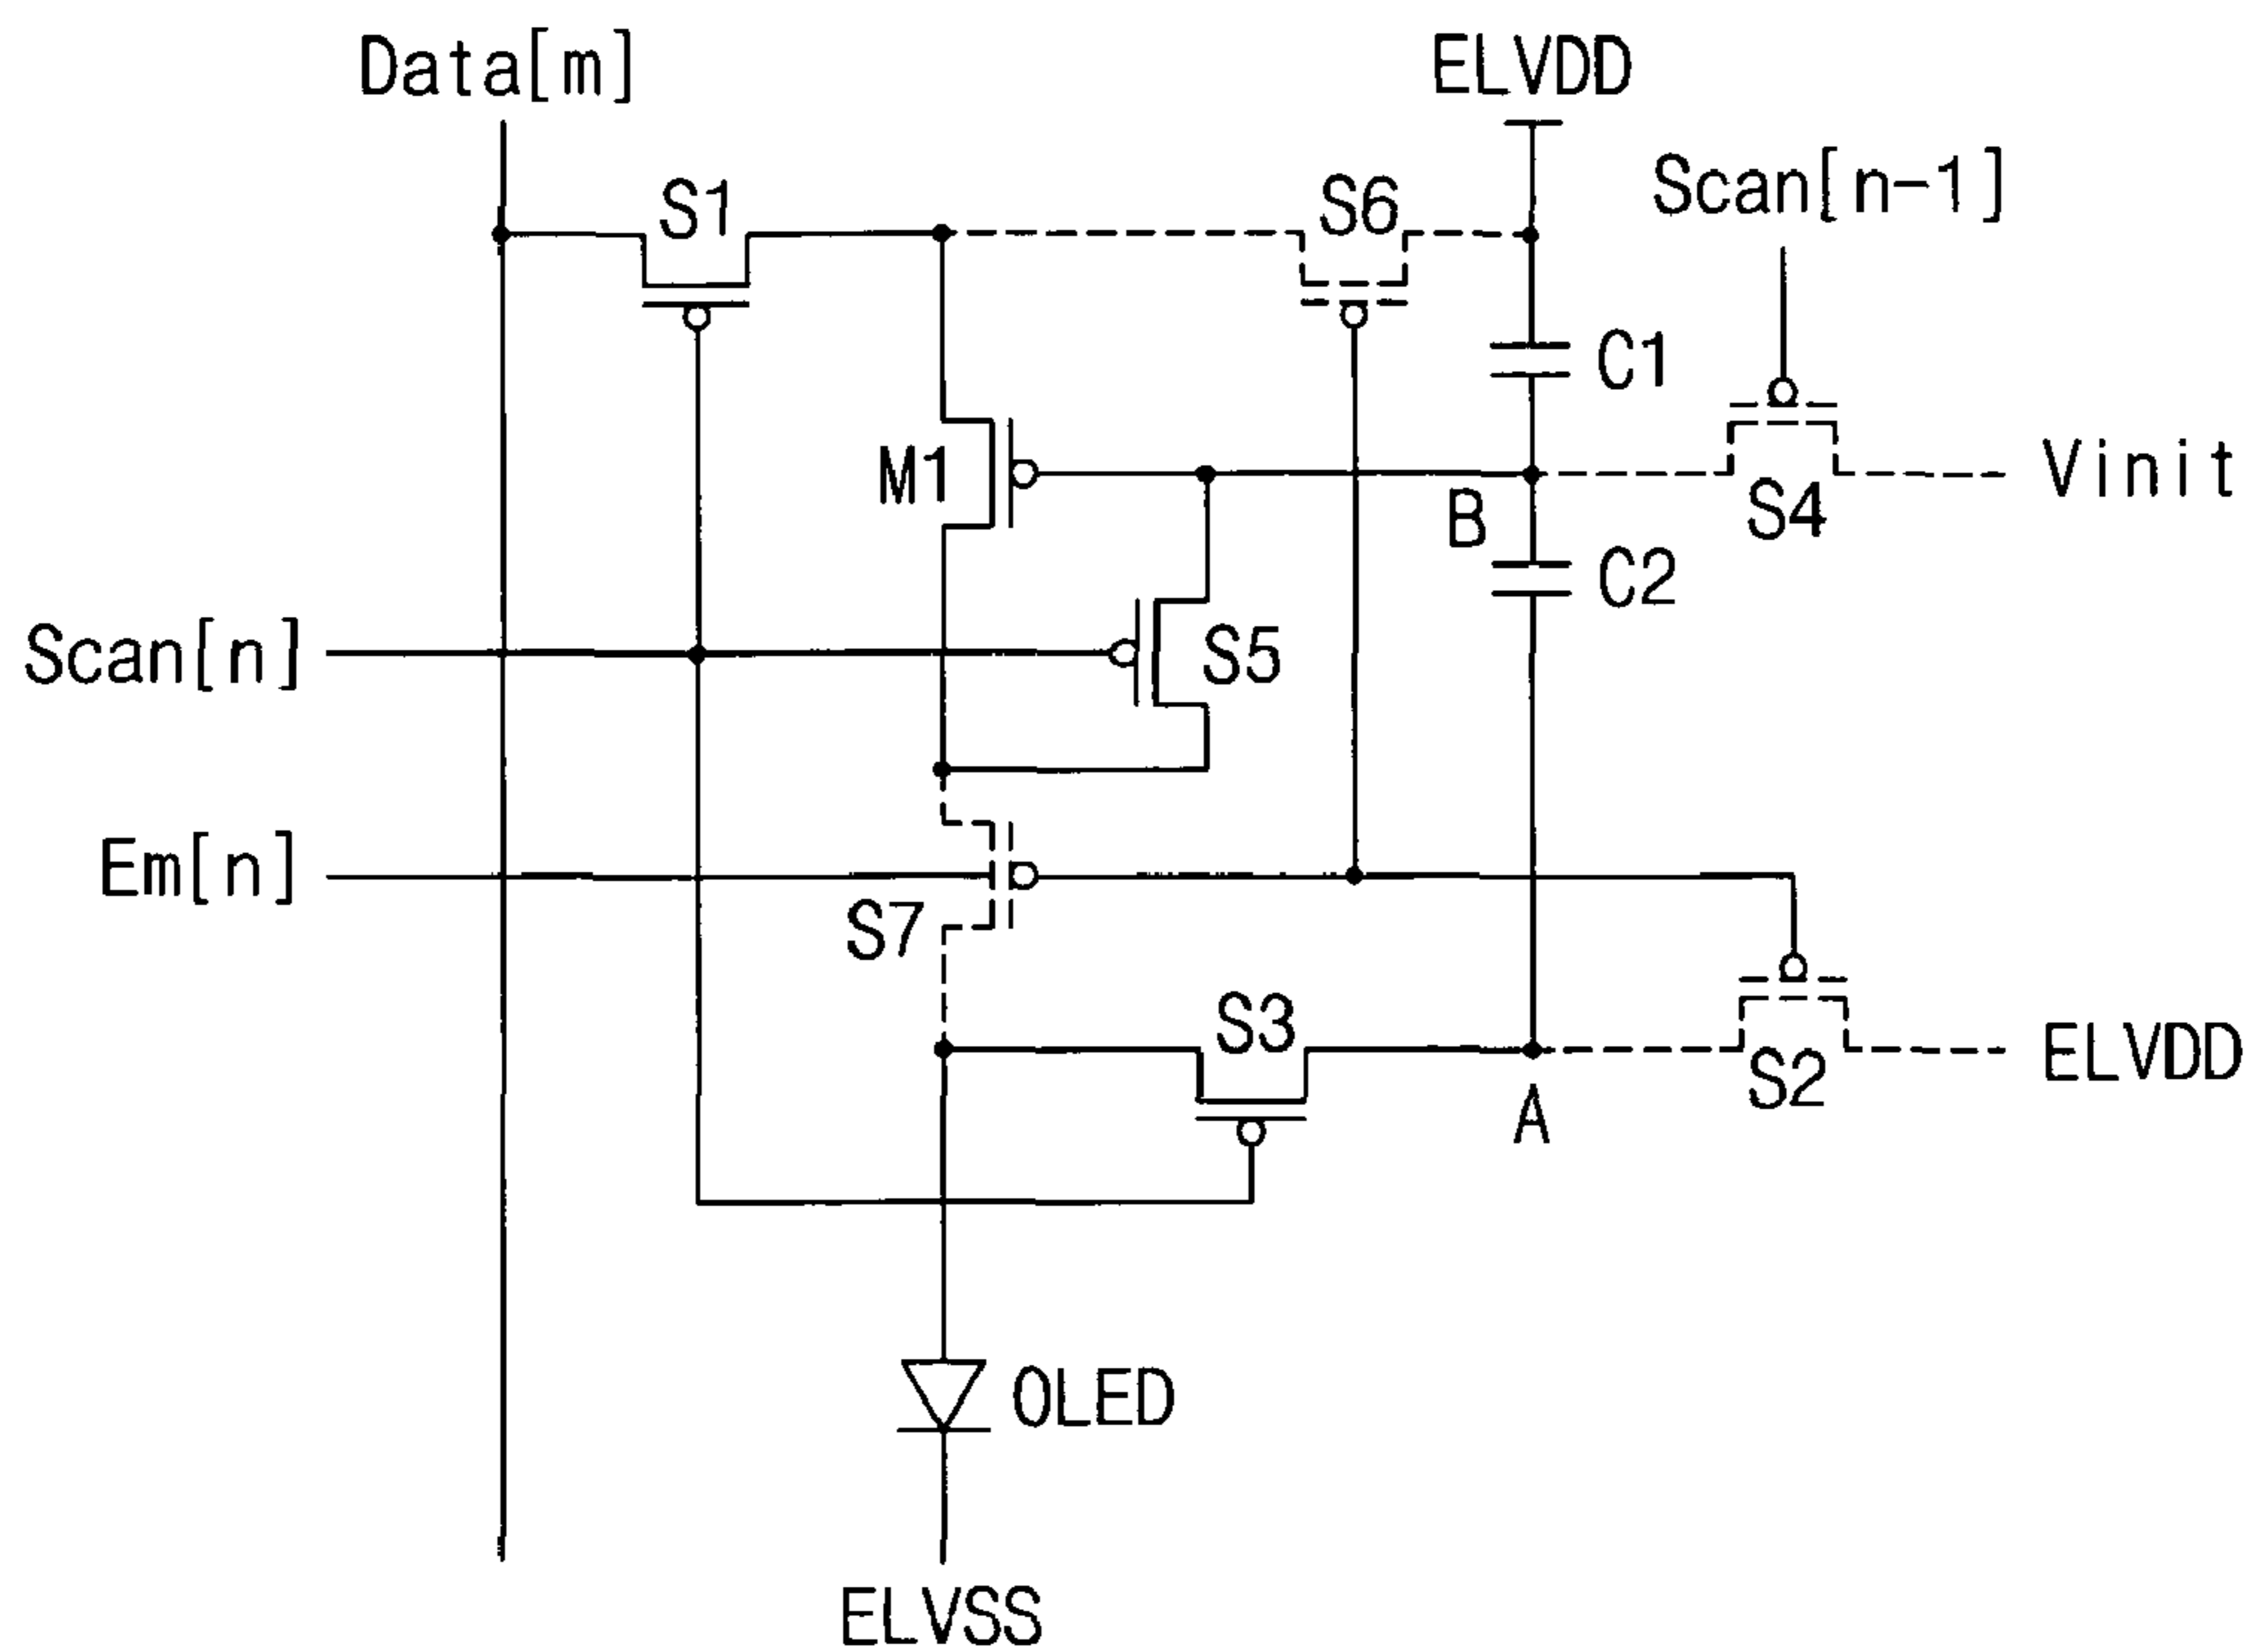 Data[m]
ELVDD
Scan[n-1]
S1
S6
C1
M1
Vinit
B
S4
C2
Scan[n]
S5
Em[n]
S7
S3
ELVDD
S2
A
OLED
ELVSS